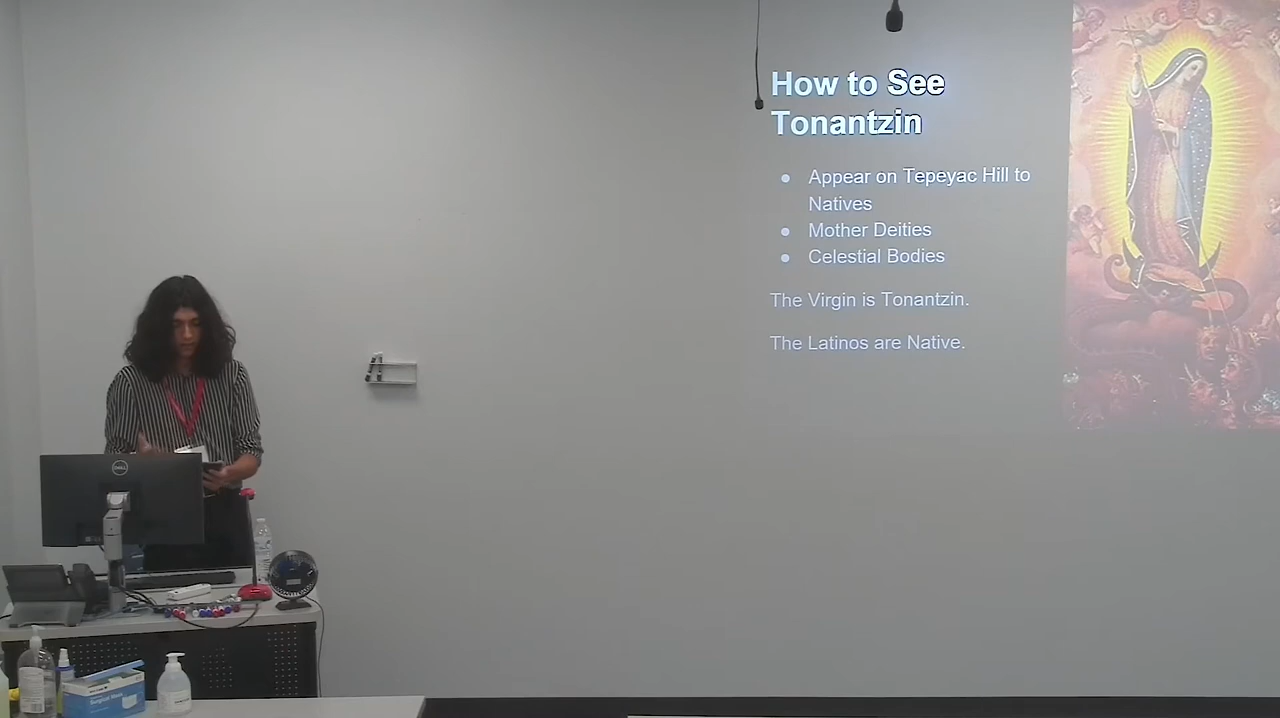 How to See
Tonantzin
● Appear on Tepeyac Hill to
Natives
● Mother Deities
● Celestial Bodies
The Virgin is Tonantzin.
The Latinos are Native.
DELL